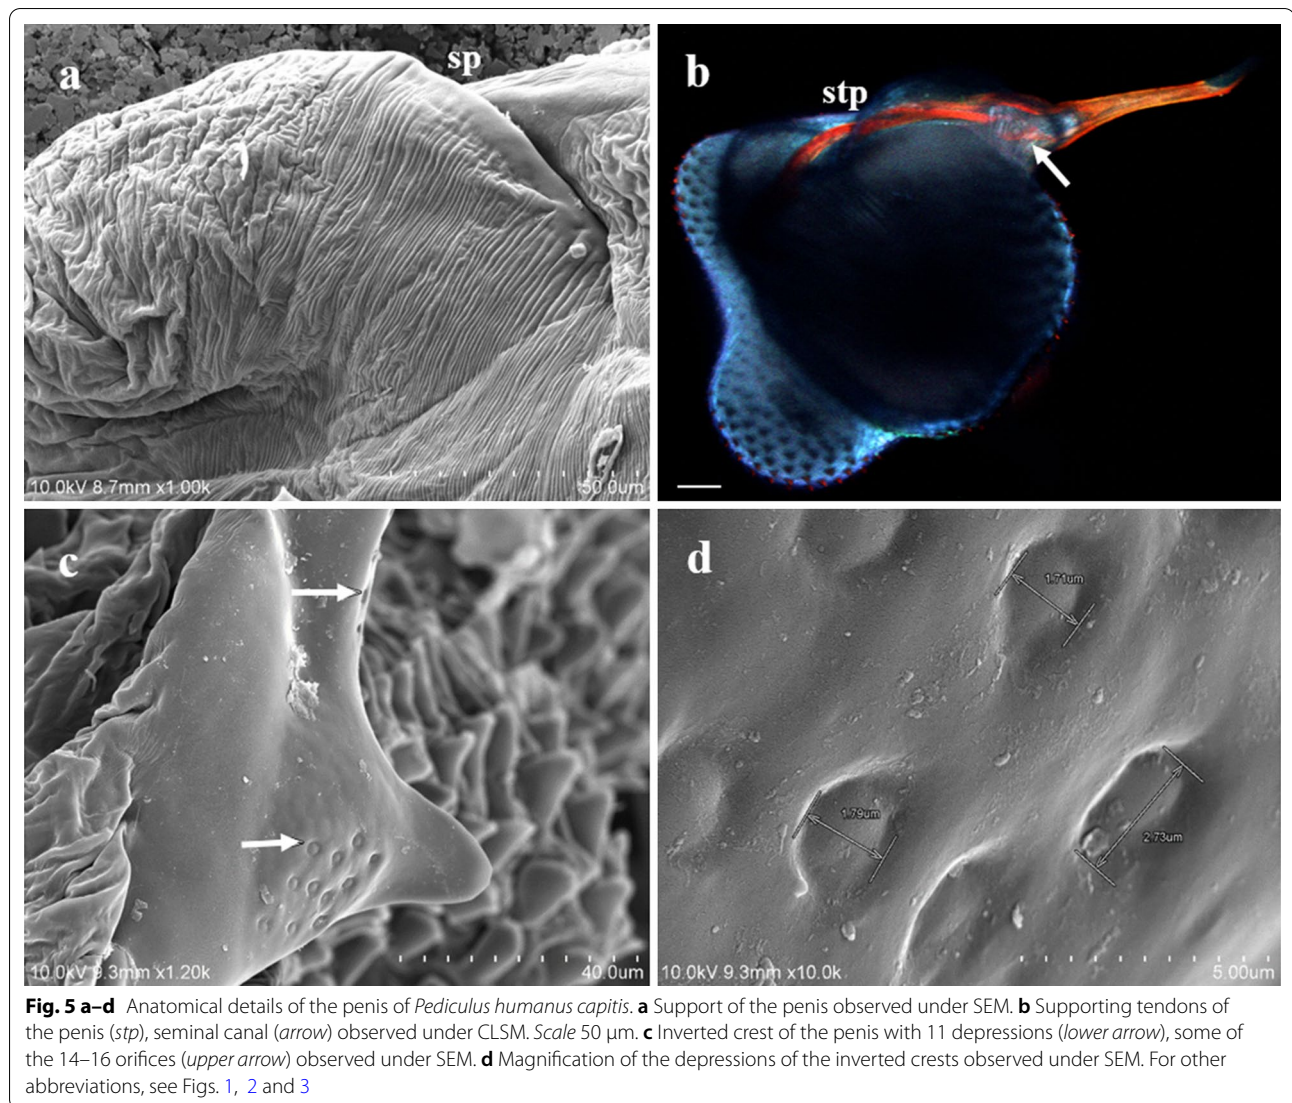 a
sp
10.0kV 8.7mm x1.00k
50.0um
b
stp
c
10.0kV 9.3mm x1.20k
40.0um
d
1.71um
1.79um
2.73um
10.0kV 9.3mm x10.0k
5.00um
Fig. 5 a–d Anatomical details of the penis of Pediculus humanus capitis. a Support of the penis observed under SEM. b Supporting tendons of
the penis (stp), seminal canal (arrow) observed under CLSM. Scale 50 µm. c Inverted crest of the penis with 11 depressions (lower arrow), some of
the 14–16 orifices (upper arrow) observed under SEM. d Magnification of the depressions of the inverted crests observed under SEM. For other
abbreviations, see Figs. 1, 2 and 3